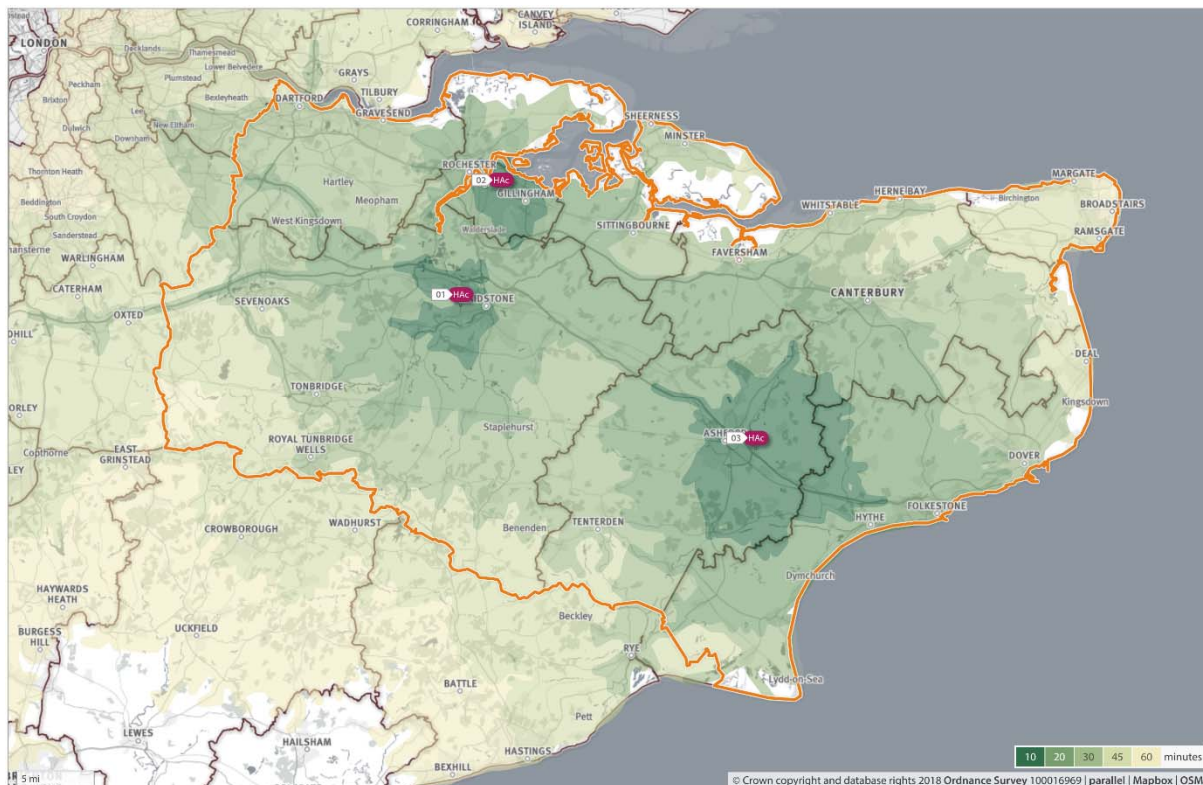 CORRINGHAM
CANVEY
ISLAND
LONDON
Docklands
Thamesmead
Lower Belvedere
Plumstead
GRAYS
Peckham
Bexleyheath
TILBURY
Brixton
DARTFORD
Lee
New Eltham
GRAVESEND
Dulwich
Downsham
SHEERNESS
MINSTER
Thornton Heath
ROCHESTER
Beddington
Hartley
02 HAc
GILLINGHAM
MARGATE
South Croydon
Meopham
HERNE BAY
Birchington
WHITSTABLE
BROADSTAIRS
Sanderstead
West Kingsdown
Walderslade
SITTINGBOURNE
RAMSGATE
WARLINGHAM
FAVERSHAM
CATERHAM
SEVENOAKS
01 HAc
IDSTONE
CANTERBURY
OXTED
DHILL
DEAL
TONBRIDGE
Kingsdown
ORLEY
Staplehurst
03 HAc
ROYAL TUNBRIDGE
WELLS
EAST
GRINSTEAD
Copthorne
LEY
DOVER
FOLKESTONE
HYTHE
CROWBOROUGH
WADHURST
Benenden
TENTERDEN
Dymchurch
HAYWARDS
HEATH
Beckley
UCKFIELD
BURGESS
HILL
RYE
Lydd-on-Sea
BATTLE
Pett
LEWES
HAILSHAM
HASTINGS
BEXHILL
10 20 30 45 60 minutes
5 mi
© Crown copyright and database rights 2018 Ordnance Survey 100016969 | parallel | Mapbox | OSM